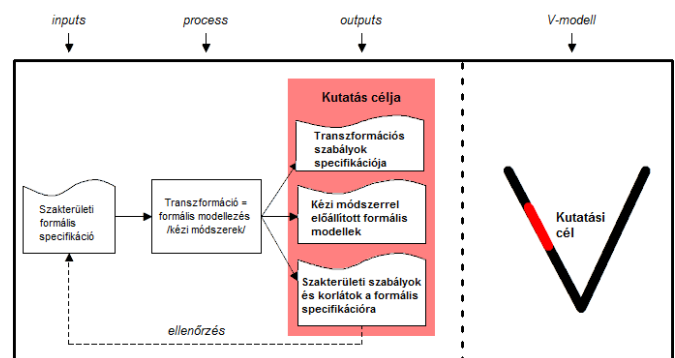 inputs
process
outputs
V-modell
Kutatás célja
Transzformációs
szabályok
specifikációja
Szakterületi
formális
specifikáció
Transzformáció =
formális modellezés
/kézi módszerek/
Kézi módszerrel
előállított formális
modellek
Szakterületi szabályok
és korlátok a formális
specifikációra
ellenőrzés
Kutatási
cél